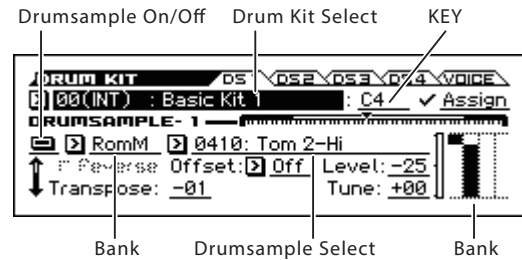 Drumsample On/Off Drum Kit Select KEY
DRUM KIT DS1 DS2 DS3 DS4 VOICE
00(INT) : Basic Kit 1 : C4 Assign
DRUMSAMPLE- 1
RomM 0410: Tom 2-Hi
Reverse Offset: Off Level: -25
Transpose: -01 Tune: +00
Bank Drumsample Select Bank